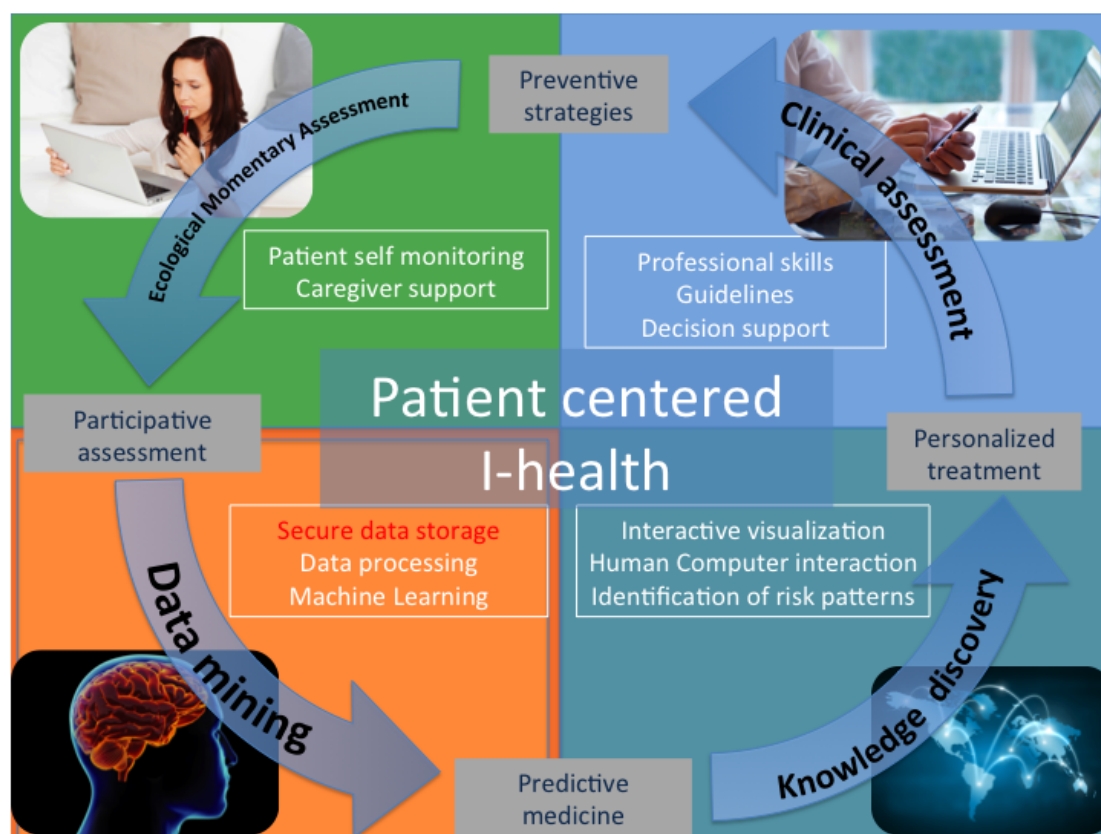 Preventive
strategies
Ecological Momentary Assessment
Clinical assessment
Patient self monitoring
Caregiver support
Professional skills
Guidelines
Decision support
Patient centered
I-health
Participative
assessment
Personalized
treatment
Secure data storage
Data processing
Machine Learning
Interactive visualization
Human Computer interaction
Identification of risk patterns
Data mining
Knowledge discovery
Predictive
medicine